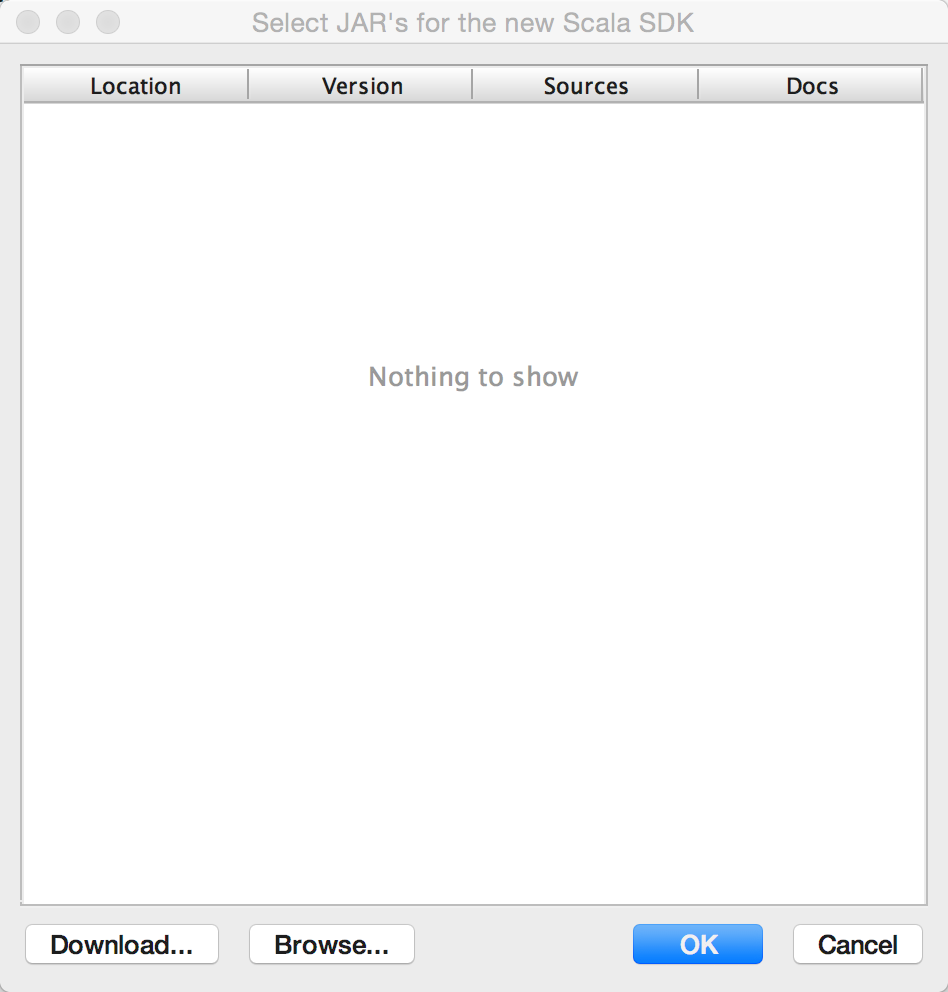 Select JAR's for the new Scala SDK
Location Version Sources Docs
Nothing to show
Download... Browse... OK Cancel